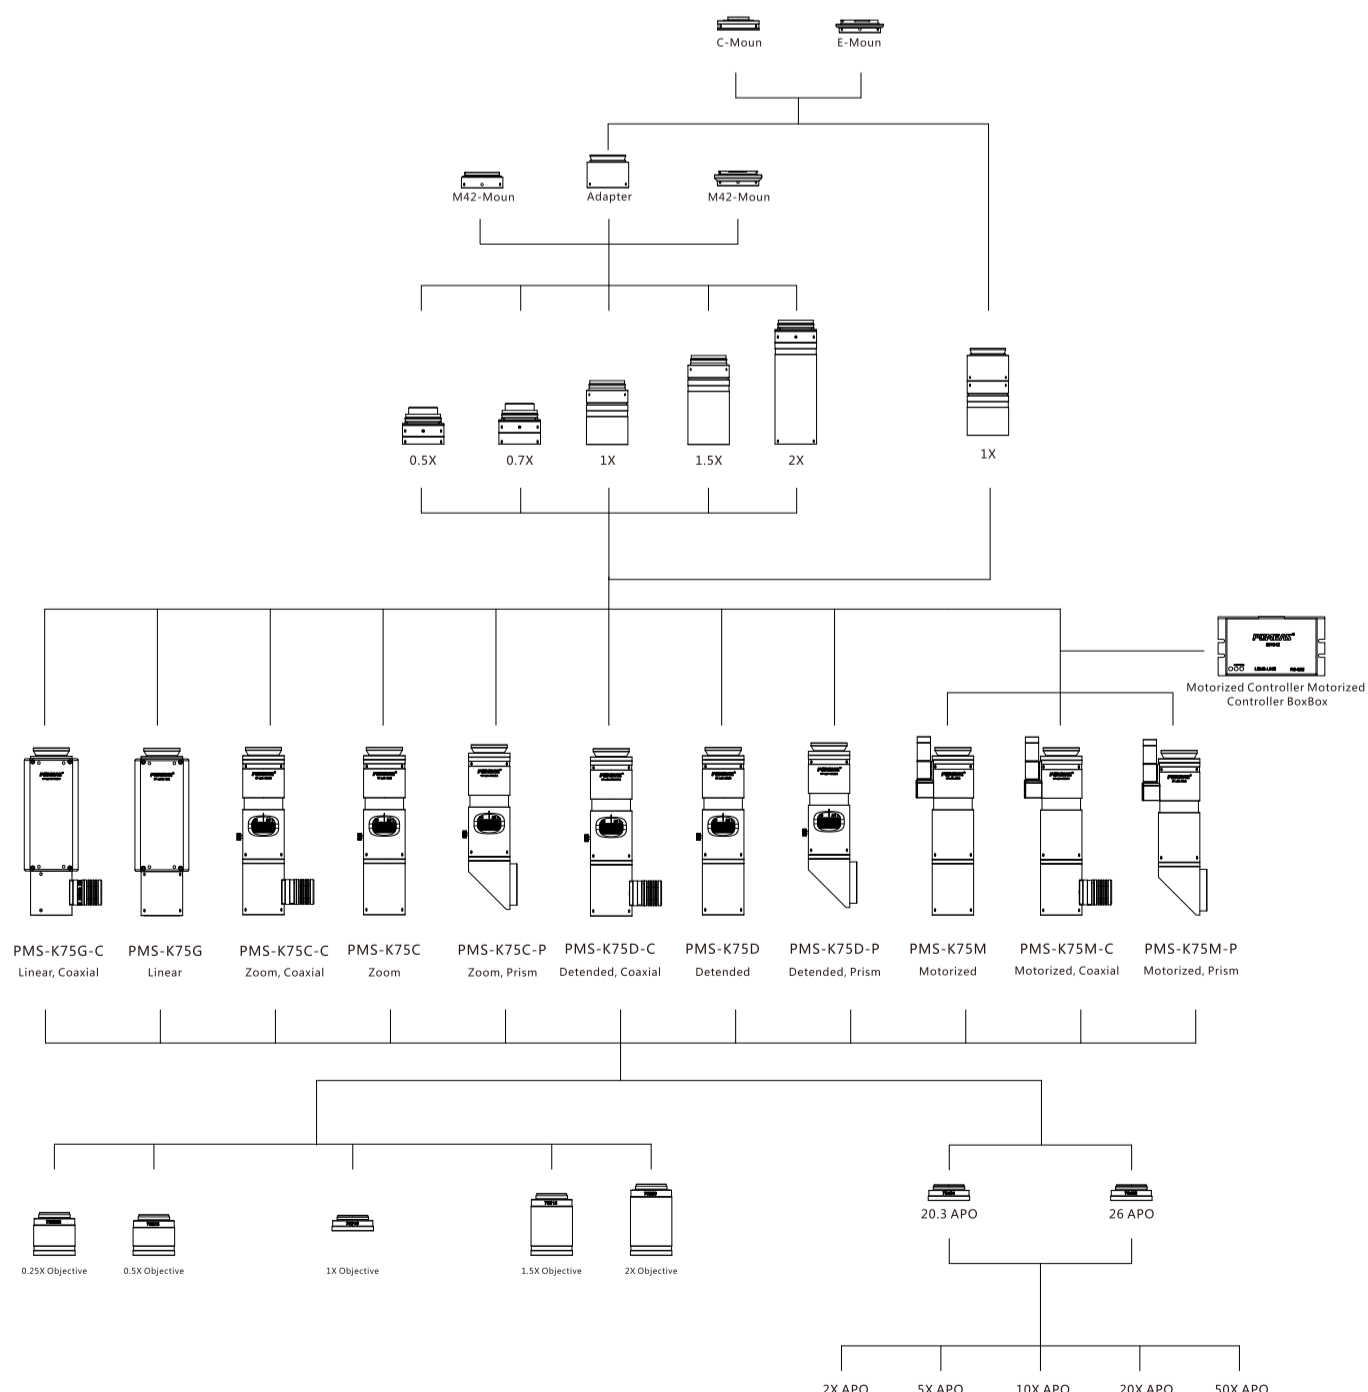 C-Moun
E-Moun
M42-Moun
Adapter
M42-Moun
0.5X
0.7X
1X
1.5X
2X
1X
Motorized Controller Motorized
Controller BoxBox
PMS-K75G-C
Linear, Coaxial
PMS-K75G
Linear
PMS-K75C-C
Zoom, Coaxial
PMS-K75C
Zoom
PMS-K75C-P
Zoom, Prism
PMS-K75D-C
Detended, Coaxial
PMS-K75D
Detended
PMS-K75D-P
Detended, Prism
PMS-K75M
Motorized
PMS-K75M-C
Motorized, Coaxial
PMS-K75M-P
Motorized, Prism
0.25X Objective
0.5X Objective
1X Objective
1.5X Objective
2X Objective
20.3 APO
26 APO
2X APO
5X APO
10X APO
20X APO
50X APO